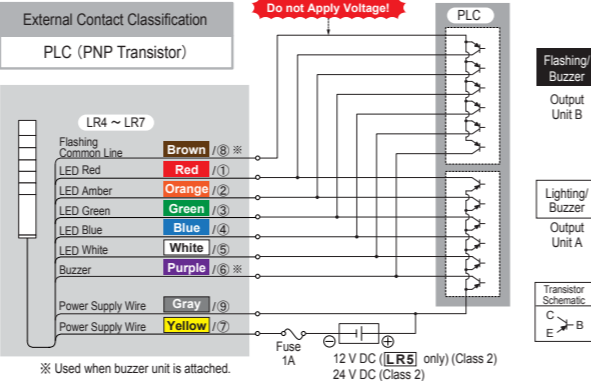 External Contact Classification
PLC (PNP Transistor)
Do not Apply Voltage!
PLC
LR4 ～ LR7
Flashing
Common Line
Brown /⑧ ※
LED Red
Red /①
LED Amber
Orange /②
LED Green
Green /③
LED Blue
Blue /④
LED White
White /⑤
Buzzer
Purple /⑥ ※
Power Supply Wire
Gray /⑨
Power Supply Wire
Yellow /⑦
Fuse
1A
⊖ ⊕
12 V DC (LR5 only) (Class 2)
24 V DC (Class 2)
※ Used when buzzer unit is attached.
Flashing/
Buzzer
Output
Unit B
Lighting/
Buzzer
Output
Unit A
Transistor
Schematic
C
B
E